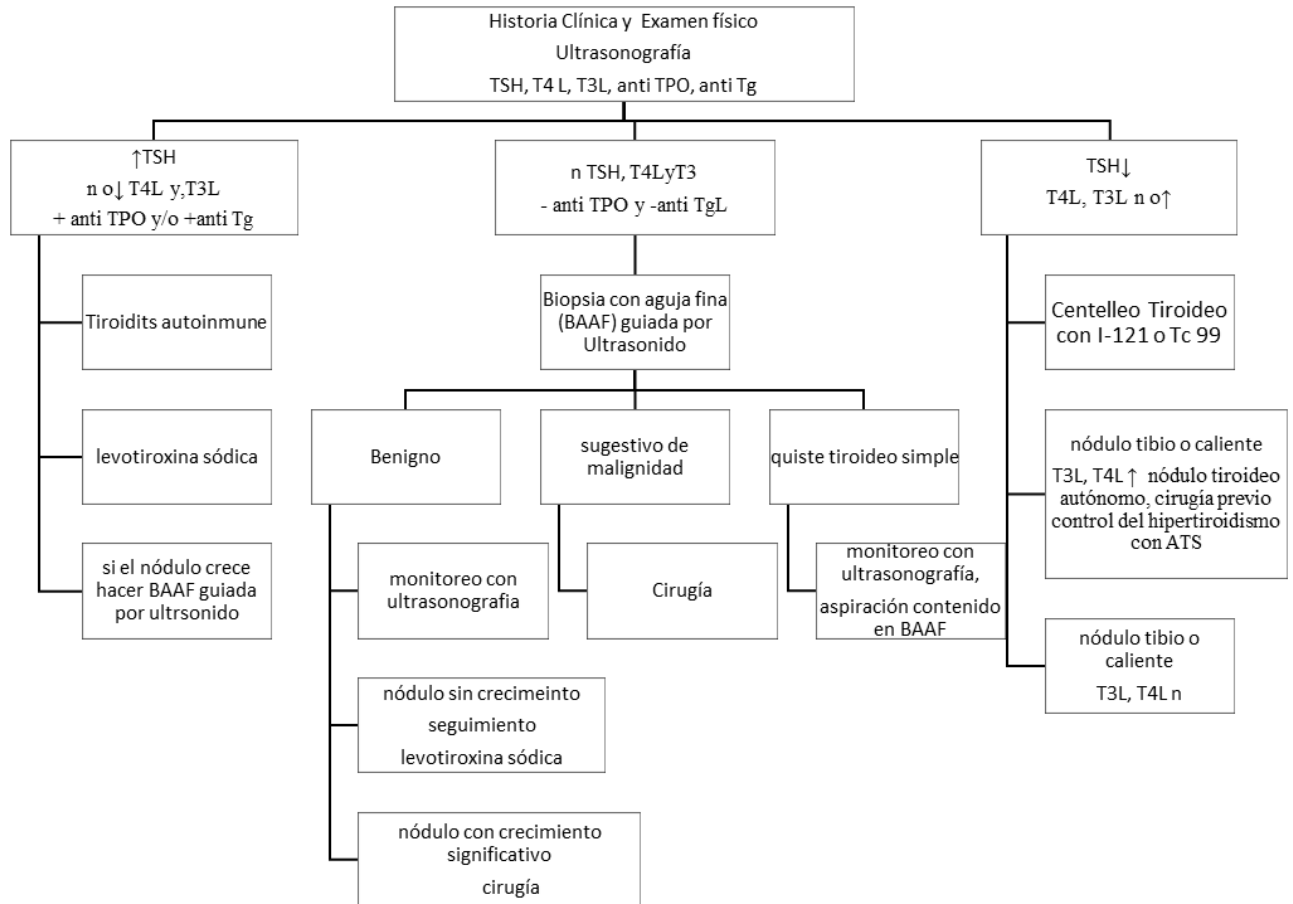 Historia Clínica y Examen físico
Ultrasonografía
TSH, T4 L, T3L, anti TPO, anti Tg
↑TSH
n o↓ T4L y,T3L
+ anti TPO y/o +anti Tg
n TSH, T4LyT3
- anti TPO y -anti TgL
TSH↓
T4L, T3L n o↑
Tiroidits autoinmune
levotiroxina sódica
si el nódulo crece
hacer BAAF guiada
por ultrsonido
Biopsia con aguja fina
(BAAF) guiada por
Ultrasonido
Benigno
monitoreo con
ultrasonografia
nódulo sin crecimeinto
seguimiento
levotiroxina sódica
nódulo con crecimiento
significativo
cirugía
sugestivo de
malignidad
Cirugía
quiste tiroideo simple
monitoreo con
ultrasonografía,
aspiración contenido
en BAAF
Centelleo Tiroideo
con I-121 o Tc 99
nódulo tibio o caliente
T3L, T4L ↑ nódulo tiroideo
autónomo, cirugía previo
control del hipertiroidismo
con ATS
nódulo tibio o
caliente
T3L, T4L n